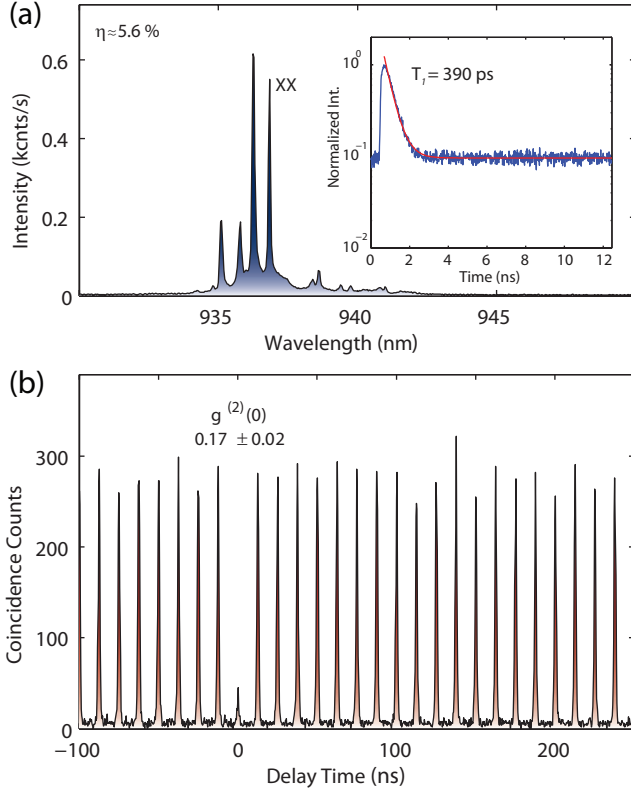 (a)
η≈5.6 %
XX
Intensity (kcnts/s)
0.6
0.4
0.2
0
935
940
945
Wavelength (nm)
T₁ = 390 ps
Normalized Int.
10⁰
10⁻¹
10⁻²
0 2 4 6 8 10 12
Time (ns)
(b)
g ⁽²⁾(0)
0.17 ±0.02
Coincidence Counts
300
200
100
0
−100 0 100 200
Delay Time (ns)